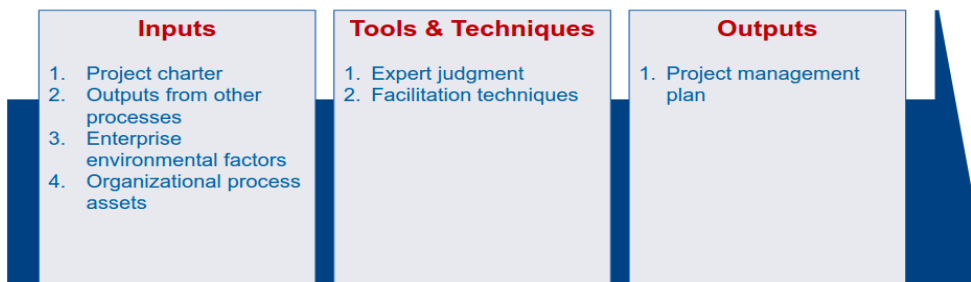 Inputs
1. Project charter
2. Outputs from other
processes
3. Enterprise
environmental factors
4. Organizational process
assets
Tools & Techniques
1. Expert judgment
2. Facilitation techniques
Outputs
1. Project management
plan